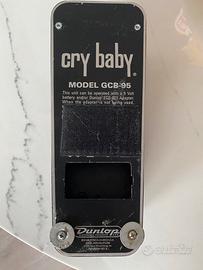 cry baby
MODEL GCB-95
This unit can be operated with a 9 Volt
battery and/or Dunlop ECB-003 Adapter.
When the adapter is not being used.
Dunlop
subito